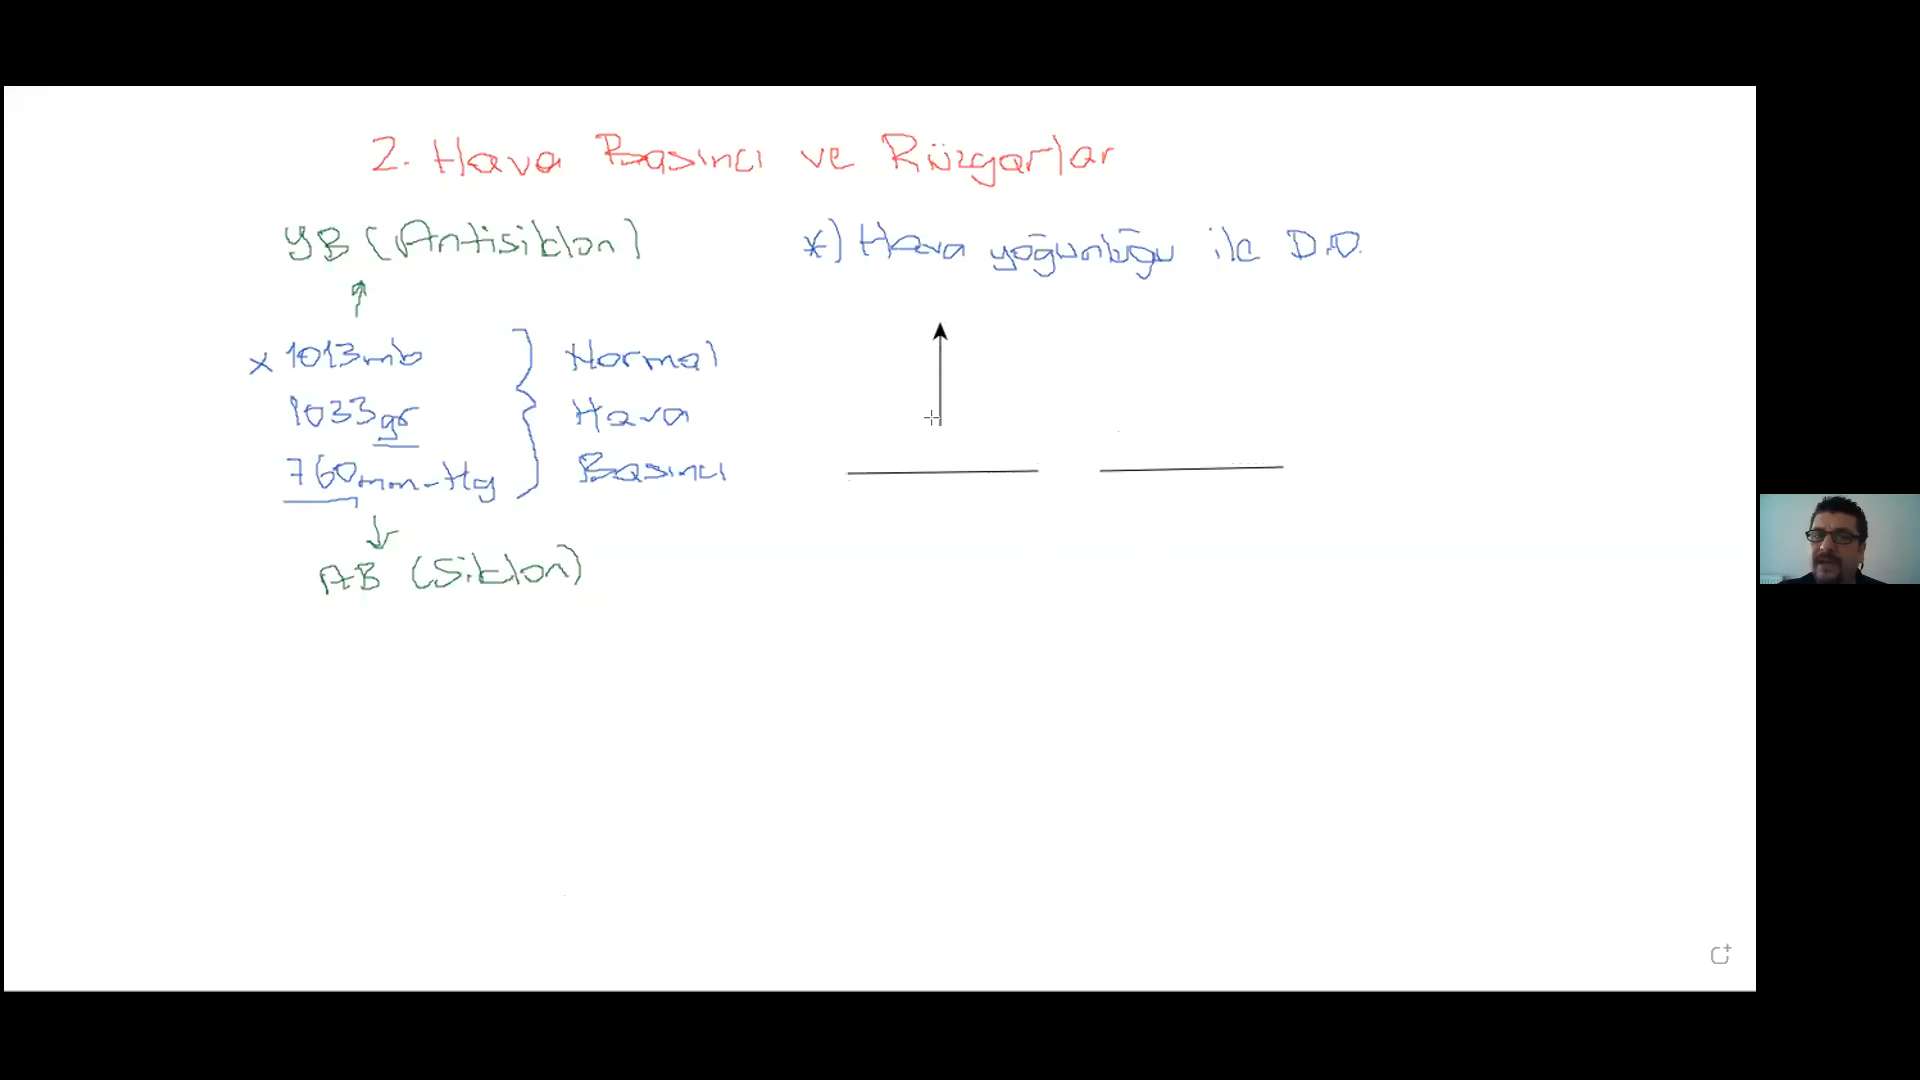 2. Hava Basıncı ve Rüzgarlar
YB (Antisiklon)
x 1013mb
1033gr
760mm-Hg
Normal
Hava
Basıncı
AB (Siklon)
*) Hava yoğunluğu ile D.O.